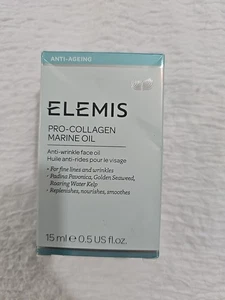 ANTI-AGEING
ELEMIS
PRO-COLLAGEN
MARINE OIL
Anti-wrinkle face oil
Huile anti-rides pour le visage
• For fine lines and wrinkles
• Padina Pavonica, Golden Seaweed,
Roaring Water Kelp
• Replenishes, nourishes, smoothes
15 ml ℮ 0.5 US fl.oz.